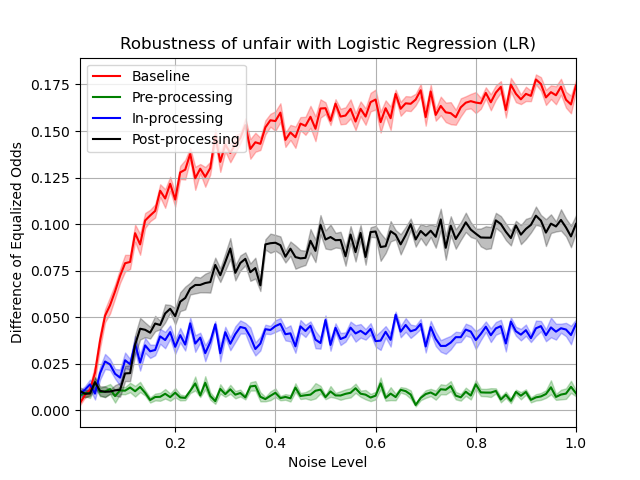 Robustness of unfair with Logistic Regression (LR)
Baseline
Pre-processing
In-processing
Post-processing
Difference of Equalized Odds
0.175
0.150
0.125
0.100
0.075
0.050
0.025
0.000
0.2
0.4
0.6
0.8
1.0
Noise Level